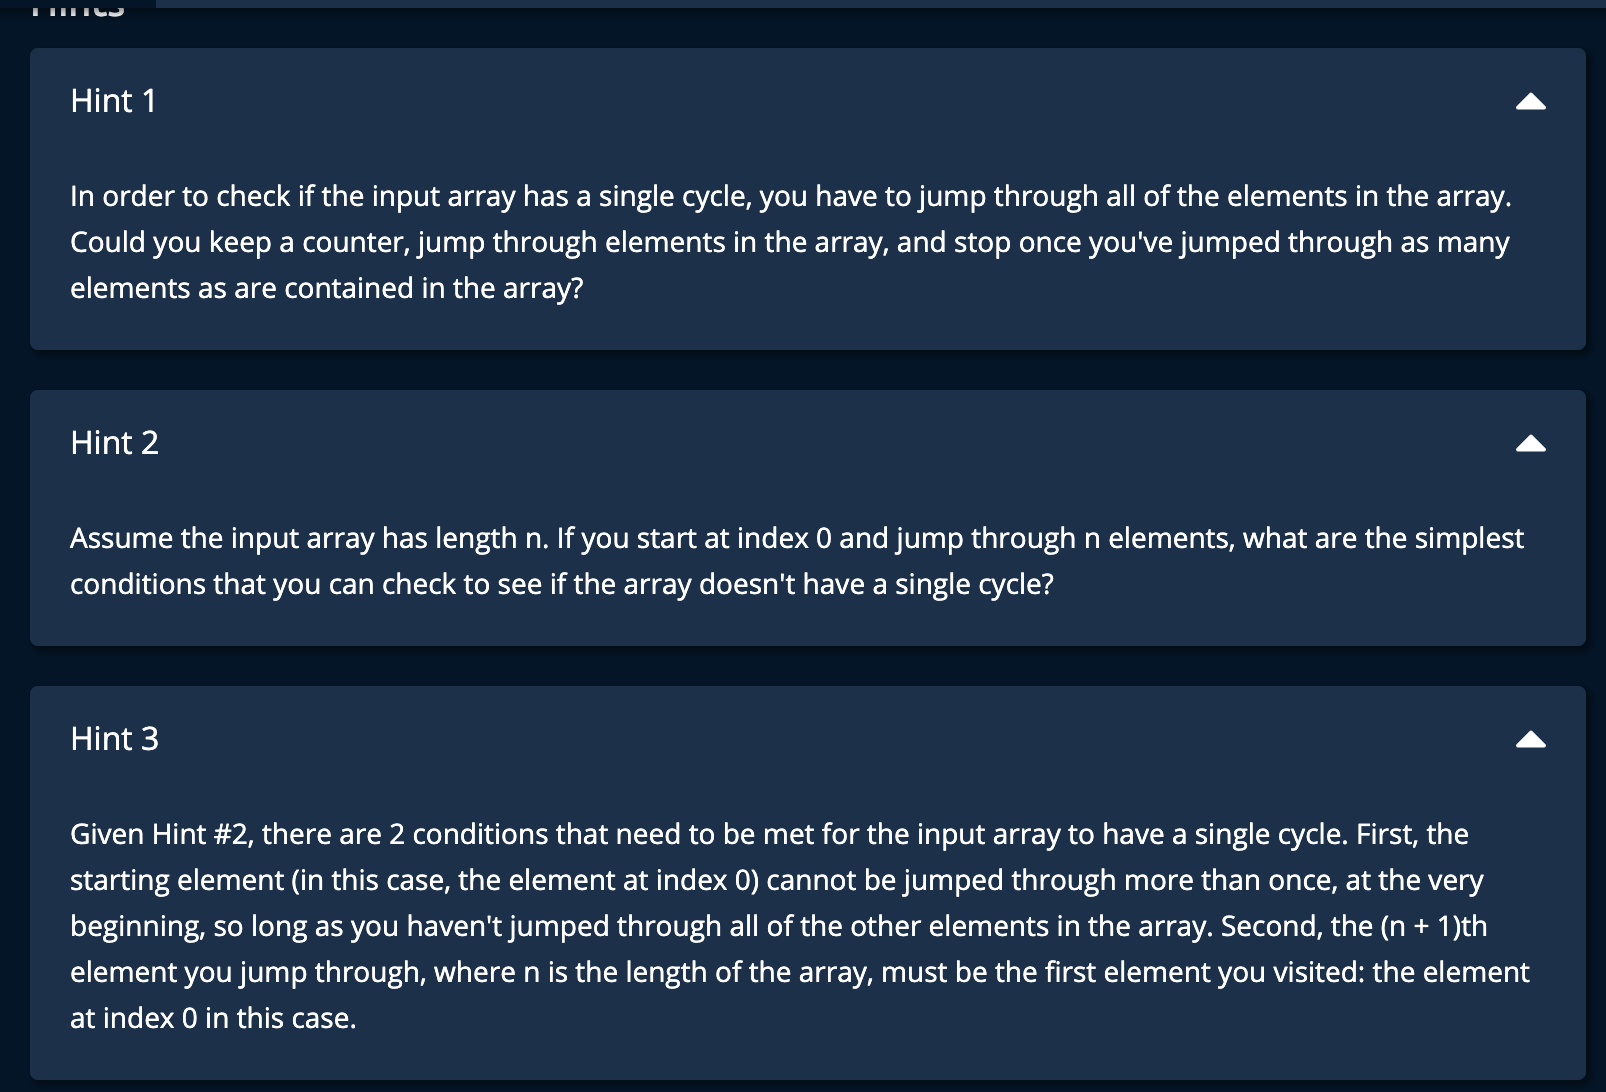 Hints
Hint 1
In order to check if the input array has a single cycle, you have to jump through all of the elements in the array.
Could you keep a counter, jump through elements in the array, and stop once you've jumped through as many
elements as are contained in the array?
Hint 2
Assume the input array has length n. If you start at index 0 and jump through n elements, what are the simplest
conditions that you can check to see if the array doesn't have a single cycle?
Hint 3
Given Hint #2, there are 2 conditions that need to be met for the input array to have a single cycle. First, the
starting element (in this case, the element at index 0) cannot be jumped through more than once, at the very
beginning, so long as you haven't jumped through all of the other elements in the array. Second, the (n + 1)th
element you jump through, where n is the length of the array, must be the first element you visited: the element
at index 0 in this case.